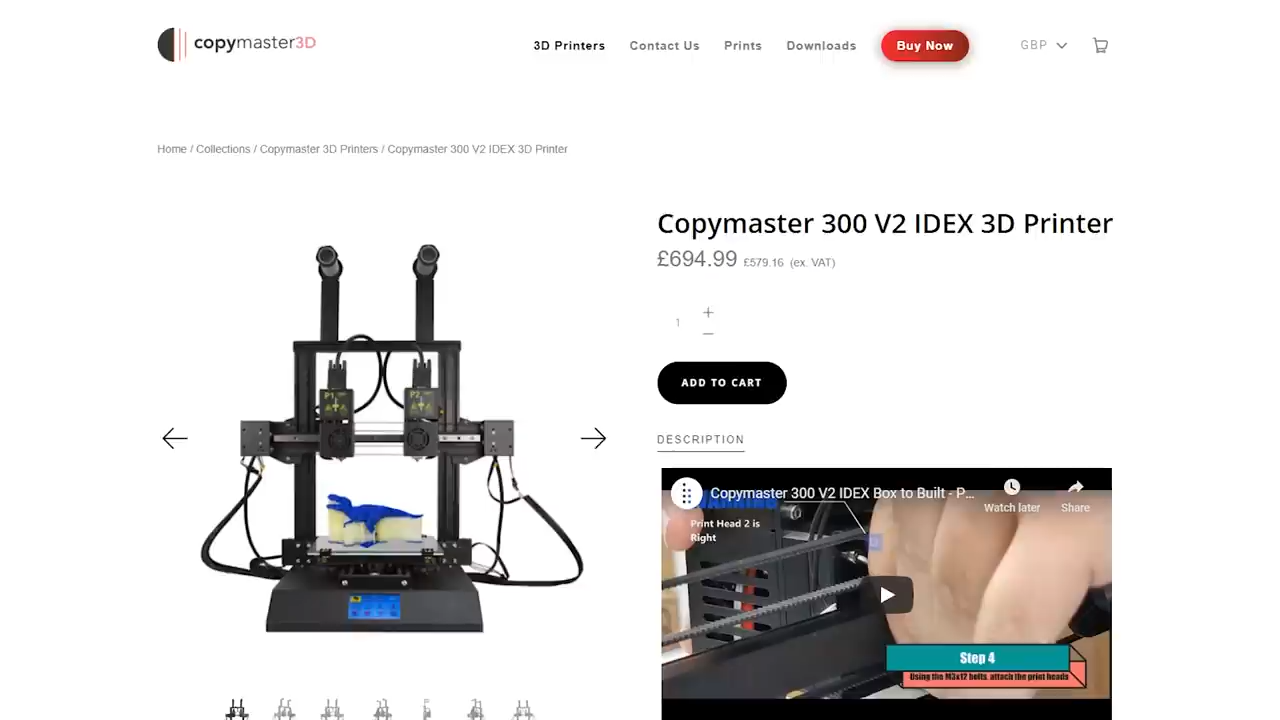 copymaster3D
3D Printers Contact Us Prints Downloads Buy Now GBP
Home / Collections / Copymaster 3D Printers / Copymaster 300 V2 IDEX 3D Printer
Copymaster 300 V2 IDEX 3D Printer
£694.99 £579.16 (ex. VAT)
1
ADD TO CART
P1 P2
DESCRIPTION
Copymaster 300 V2 IDEX Box to Built - P...
Watch later Share
Print Head 2 is
Right
Step 4
Using the M3x12 bolts, attach the print heads